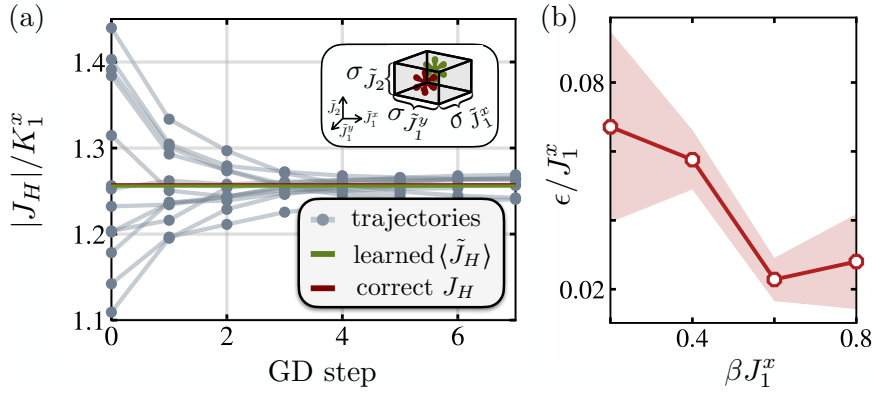 (a)
|J_H|/K_1^x
1.4
1.3
1.2
1.1
0
2
4
6
GD step
σ_{J̃_2}
σ_{J̃_1^y}
σ_{J̃_1^x}
J̃_2
J̃_1^y
J̃_1^x
trajectories
learned ⟨J̃_H⟩
correct J_H
(b)
ϵ/J_1^x
0.08
0.02
0.4
0.8
βJ_1^x